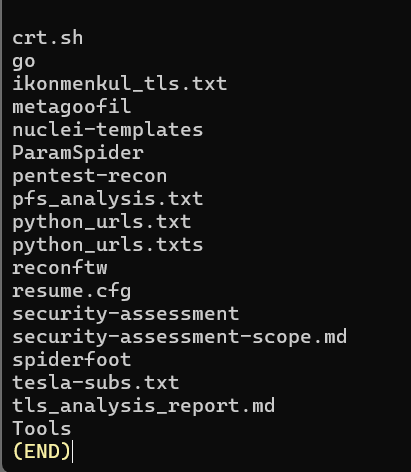 crt.sh
go
ikonmenkul_tls.txt
metagoofil
nuclei-templates
ParamSpider
pentest-recon
pfs_analysis.txt
python_urls.txt
python_urls.txts
reconftw
resume.cfg
security-assessment
security-assessment-scope.md
spiderfoot
tesla-subs.txt
tls_analysis_report.md
Tools
(END)